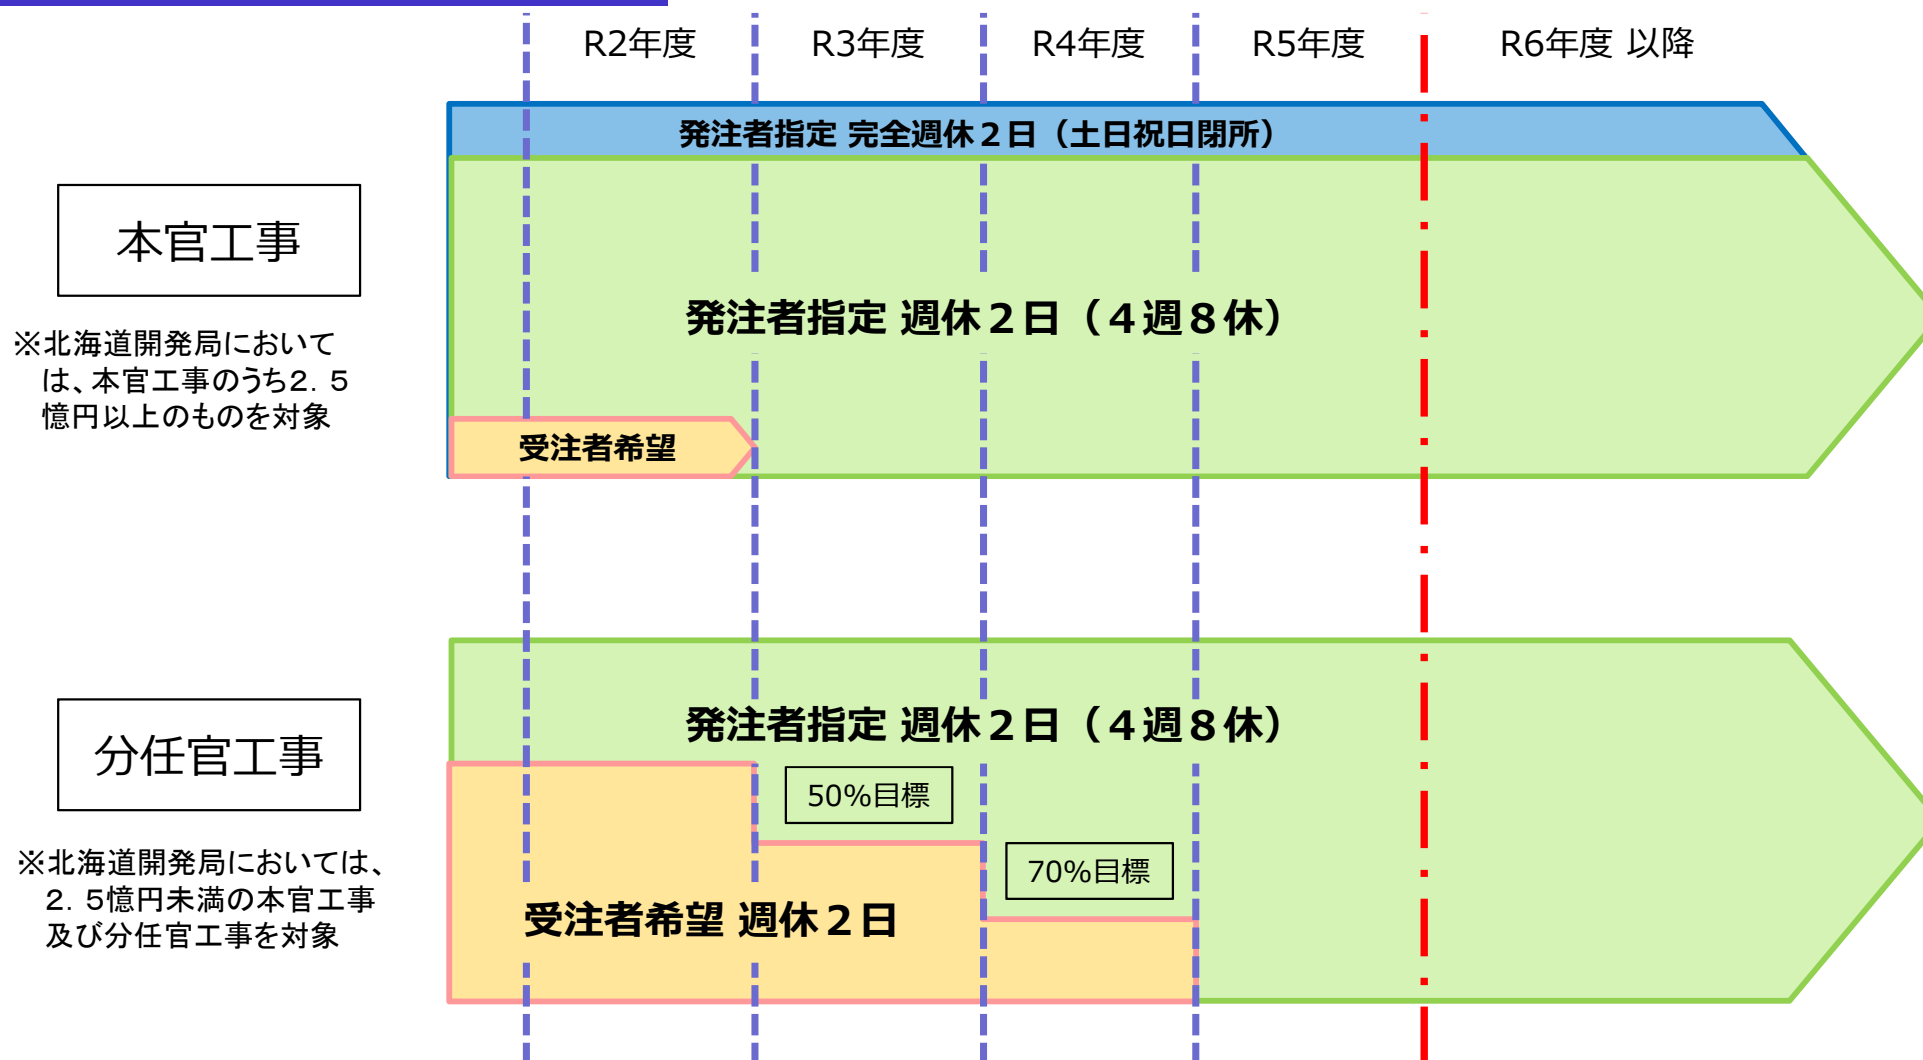 R2年度
R3年度
R4年度
R5年度
R6年度 以降
発注者指定 完全週休２日（土日祝日閉所）
本官工事
発注者指定 週休２日（４週８休）
※北海道開発局において
は、本官工事のうち２．５
憶円以上のものを対象
受注者希望
発注者指定 週休２日（４週８休）
分任官工事
50%目標
70%目標
※北海道開発局においては、
２．５憶円未満の本官工事
及び分任官工事を対象
受注者希望 週休２日